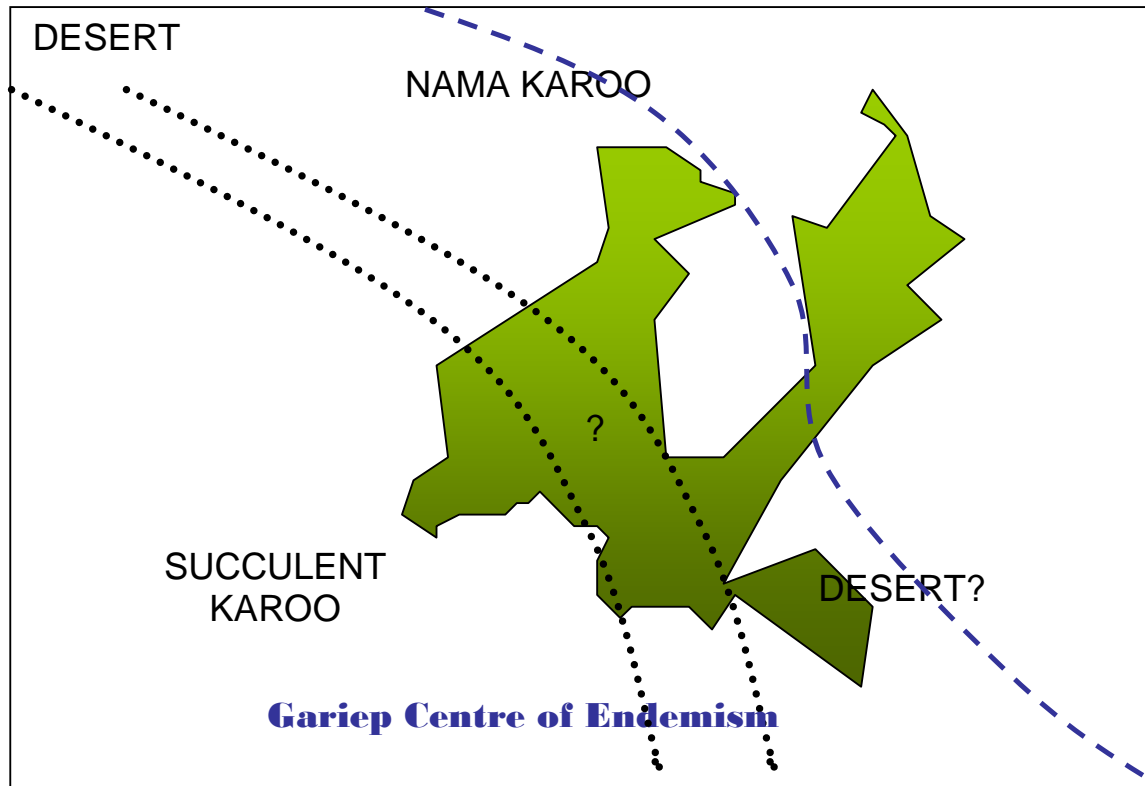 DESERT
NAMA KAROO
?
SUCCULENT
KAROO
DESERT?
Gariep Centre of Endemism